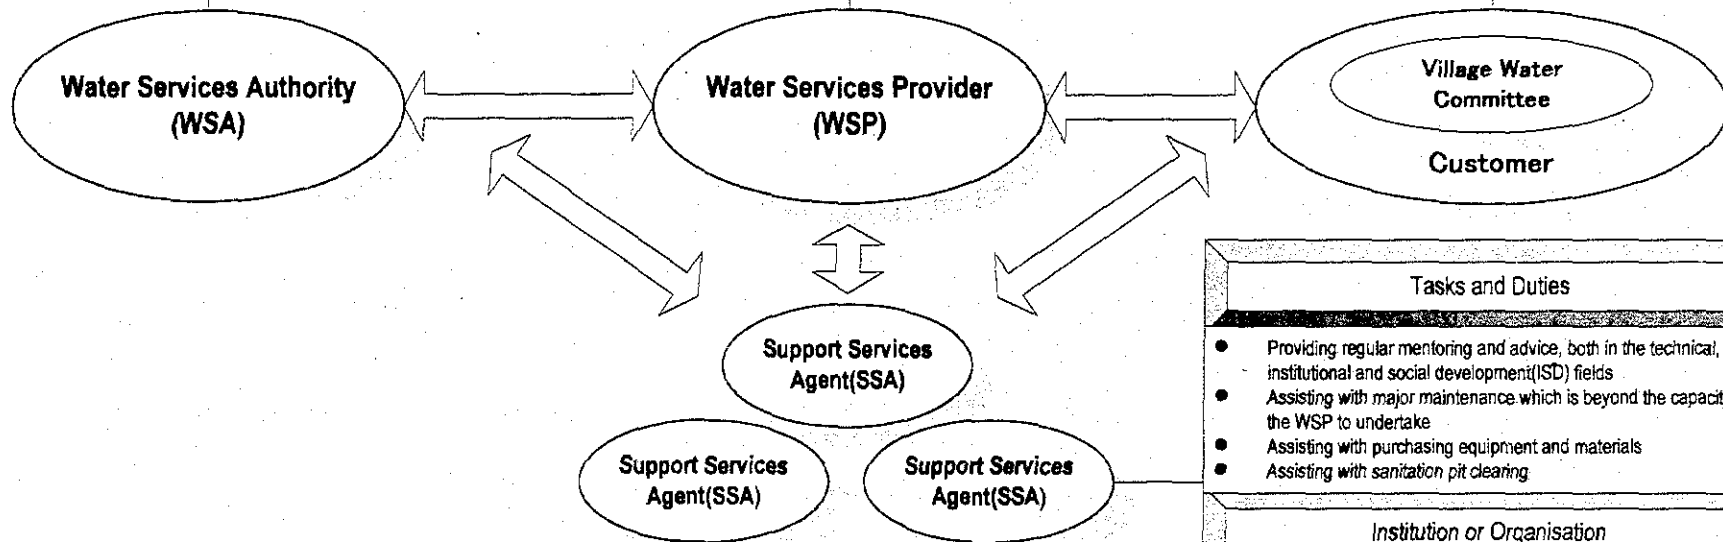 Water Services Authority
(WSA)
Water Services Provider
(WSP)
Village Water
Committee
Customer
Support Services
Agent(SSA)
Support Services
Agent(SSA)
Support Services
Agent(SSA)
Tasks and Duties
● Providing regular mentoring and advice, both in the technical,
institutional and social development(ISD) fields
● Assisting with major maintenance which is beyond the
the WSP to undertake
● Assisting with purchasing equipment and materials
● Assisting with sanitation pit clearing
Institution or Organisation